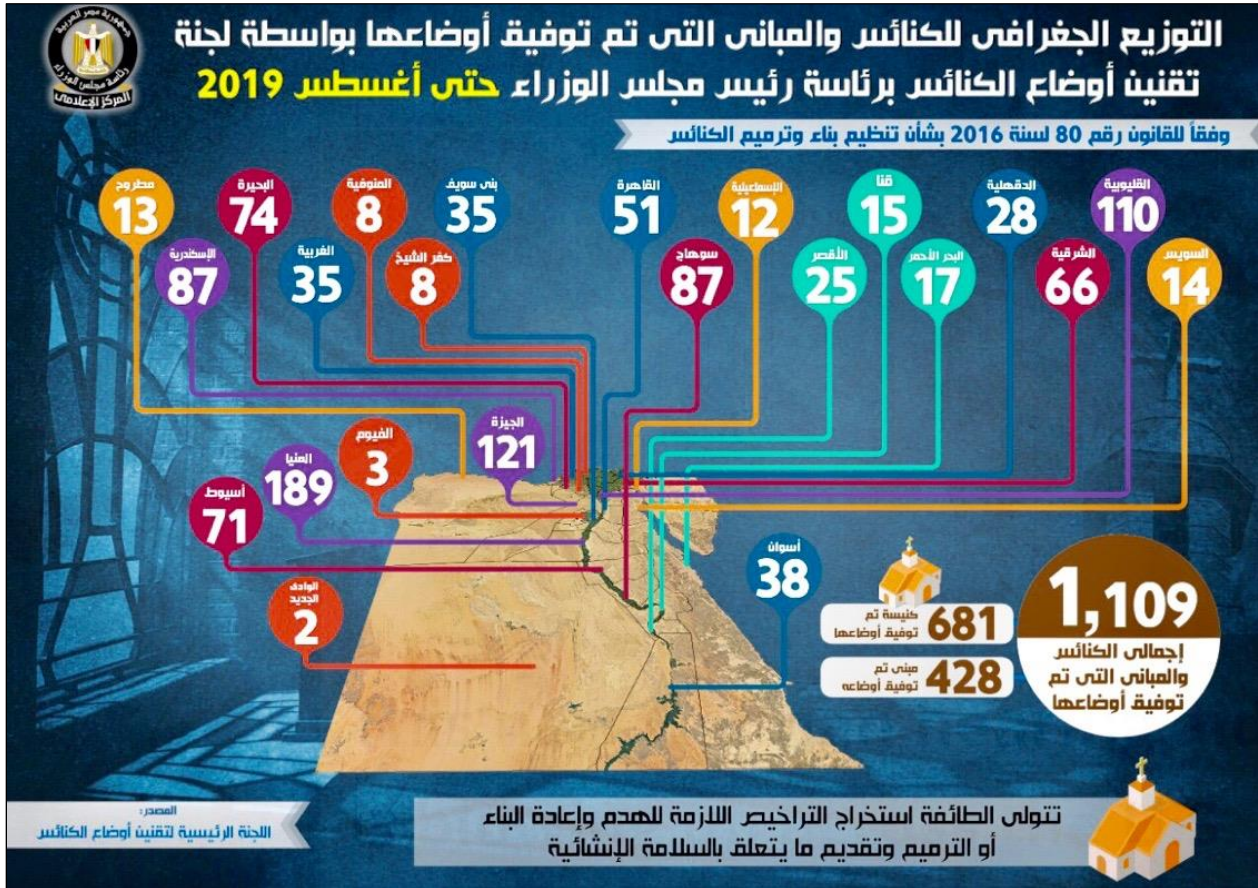 جمهورية مصر العربية
رئاسة مجلس الوزراء
المركز الإعلامى
التوزيع الجغرافى للكنائس والمبانى التى تم توفيق أوضاعها بواسطة لجنة
تقنين أوضاع الكنائس برئاسة رئيس مجلس الوزراء حتى أغسطس 2019
وفقاً للقانون رقم 80 لسنة 2016 بشأن تنظيم بناء وترميم الكنائس
القليوبية
110
الدقهلية
28
قنا
15
الإسماعيلية
12
القاهرة
51
بنى سويف
35
المنوفية
8
البحيرة
74
مطروح
13
السويس
14
الشرقية
66
البحر الأحمر
17
الأقصر
25
سوهاج
87
كفر الشيخ
8
الغربية
35
الإسكندرية
87
الجيزة
121
الفيوم
3
المنيا
189
أسيوط
71
أسوان
38
الوادى
الجديد
2
1,109
إجمالى الكنائس
والمبانى التى تم
توفيق أوضاعها
681
كنيسة تم
توفيق أوضاعها
428
مبنى تم
توفيق أوضاعه
تتولى الطائفة استخراج التراخيص اللازمة للهدم وإعادة البناء
أو الترميم وتقديم ما يتعلق بالسلامة الإنشائية
المصدر:
اللجنة الرئيسية لتقنين أوضاع الكنائس